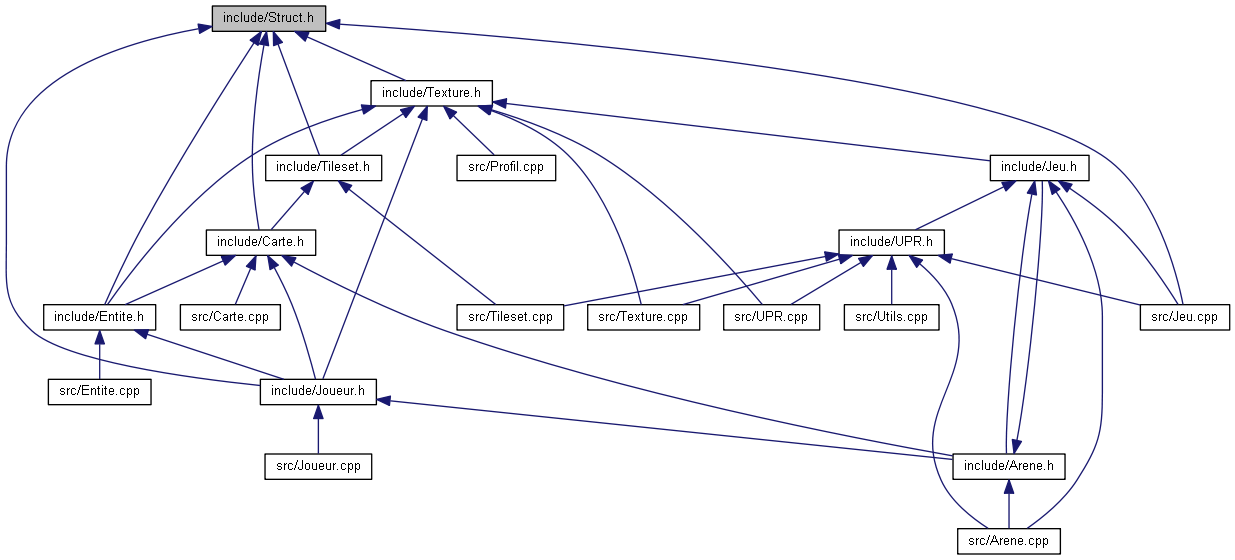 include/Struct.h
include/Texture.h
include/Tileset.h
src/Profil.cpp
include/Jeu.h
include/Carte.h
include/UPR.h
include/Entite.h
src/Carte.cpp
src/Tileset.cpp
src/Texture.cpp
src/UPR.cpp
src/Utils.cpp
src/Jeu.cpp
src/Entite.cpp
include/Joueur.h
src/Joueur.cpp
include/Arene.h
src/Arene.cpp